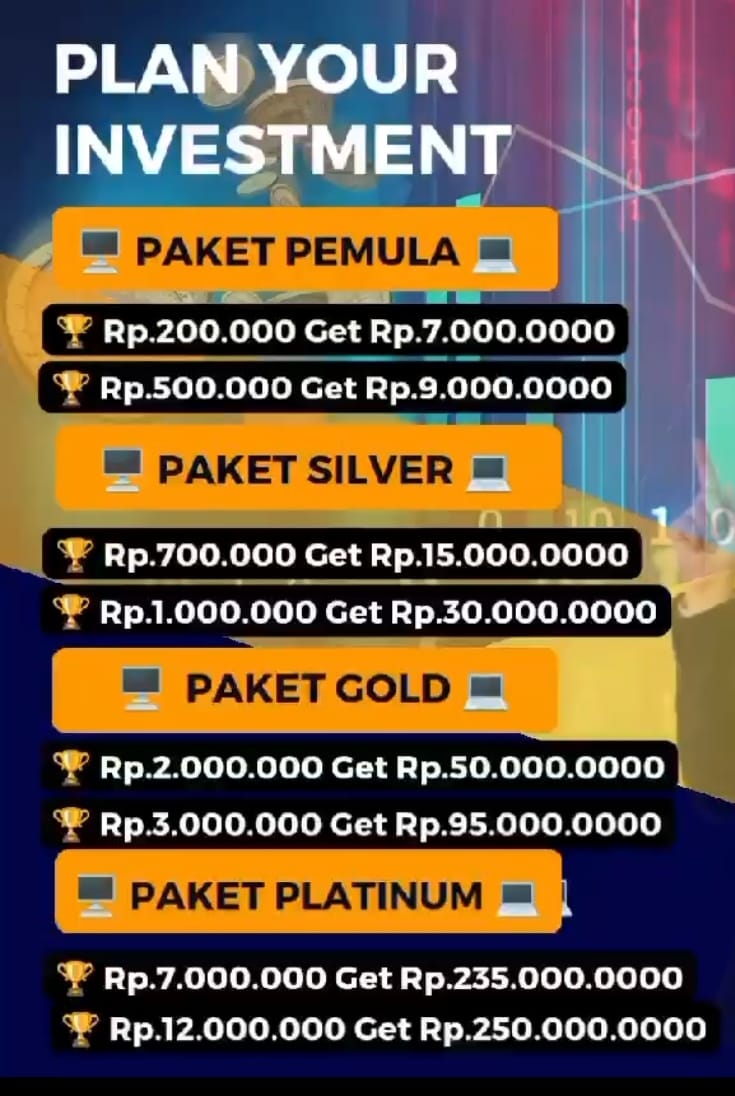 PLAN YOUR
INVESTMENT
PAKET PEMULA
Rp.200.000 Get Rp.7.000.0000
Rp.500.000 Get Rp.9.000.0000
PAKET SILVER
Rp.700.000 Get Rp.15.000.0000
Rp.1.000.000 Get Rp.30.000.0000
PAKET GOLD
Rp.2.000.000 Get Rp.50.000.0000
Rp.3.000.000 Get Rp.95.000.0000
PAKET PLATINUM
Rp.7.000.000 Get Rp.235.000.0000
Rp.12.000.000 Get Rp.250.000.0000